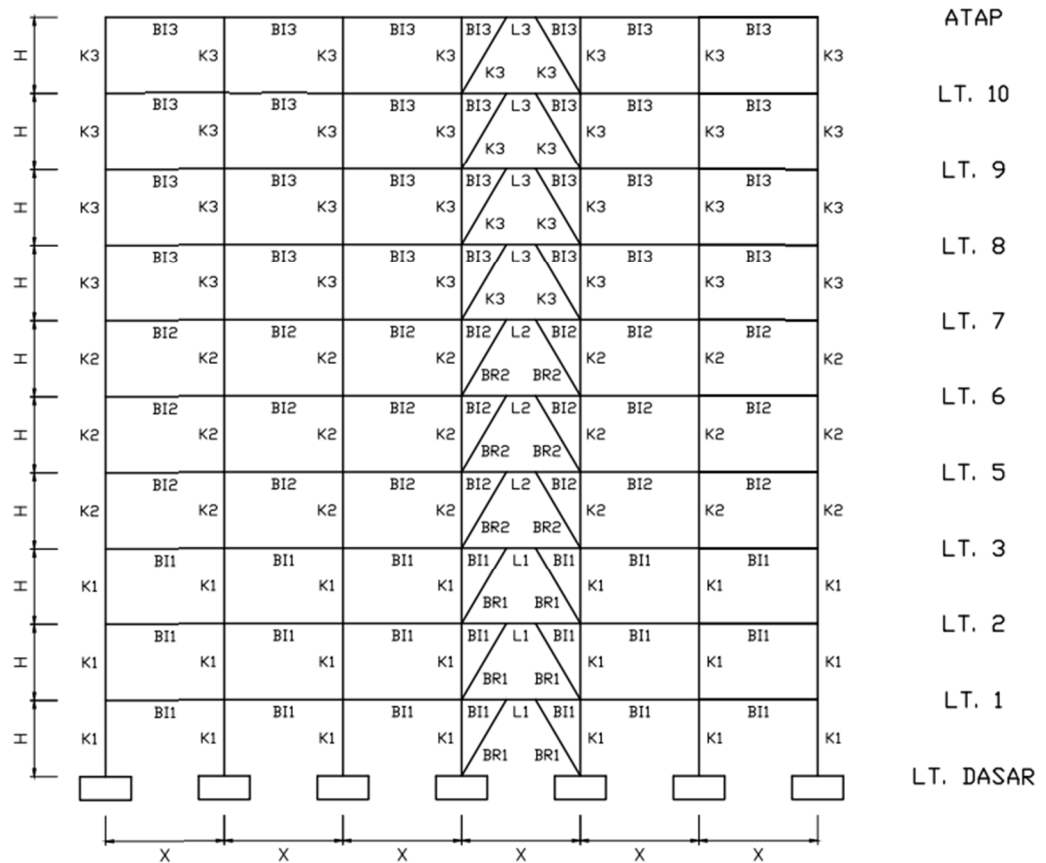 ATAP
BI3 BI3 BI3 BI3 L3 BI3 BI3 BI3
H K3 K3 K3 K3 K3 K3 K3
K3 K3
LT. 10
BI3 BI3 BI3 BI3 L3 BI3 BI3 BI3
H K3 K3 K3 K3 K3 K3 K3
K3 K3
LT. 9
BI3 BI3 BI3 BI3 L3 BI3 BI3 BI3
H K3 K3 K3 K3 K3 K3 K3
K3 K3
LT. 8
BI3 BI3 BI3 BI3 L3 BI3 BI3 BI3
H K3 K3 K3 K3 K3 K3 K3
K3 K3
LT. 7
BI2 BI2 BI2 BI2 L2 BI2 BI2 BI2
H K2 K2 K2 K2 K2 K2 K2
BR2 BR2
LT. 6
BI2 BI2 BI2 BI2 L2 BI2 BI2 BI2
H K2 K2 K2 K2 K2 K2 K2
BR2 BR2
LT. 5
BI2 BI2 BI2 BI2 L2 BI2 BI2 BI2
H K2 K2 K2 K2 K2 K2 K2
BR2 BR2
LT. 3
BI1 BI1 BI1 BI1 L1 BI1 BI1 BI1
H K1 K1 K1 K1 K1 K1 K1
BR1 BR1
LT. 2
BI1 BI1 BI1 BI1 L1 BI1 BI1 BI1
H K1 K1 K1 K1 K1 K1 K1
BR1 BR1
LT. 1
BI1 BI1 BI1 BI1 L1 BI1 BI1 BI1
H K1 K1 K1 K1 K1 K1 K1
BR1 BR1
LT. DASAR
X X X X X X